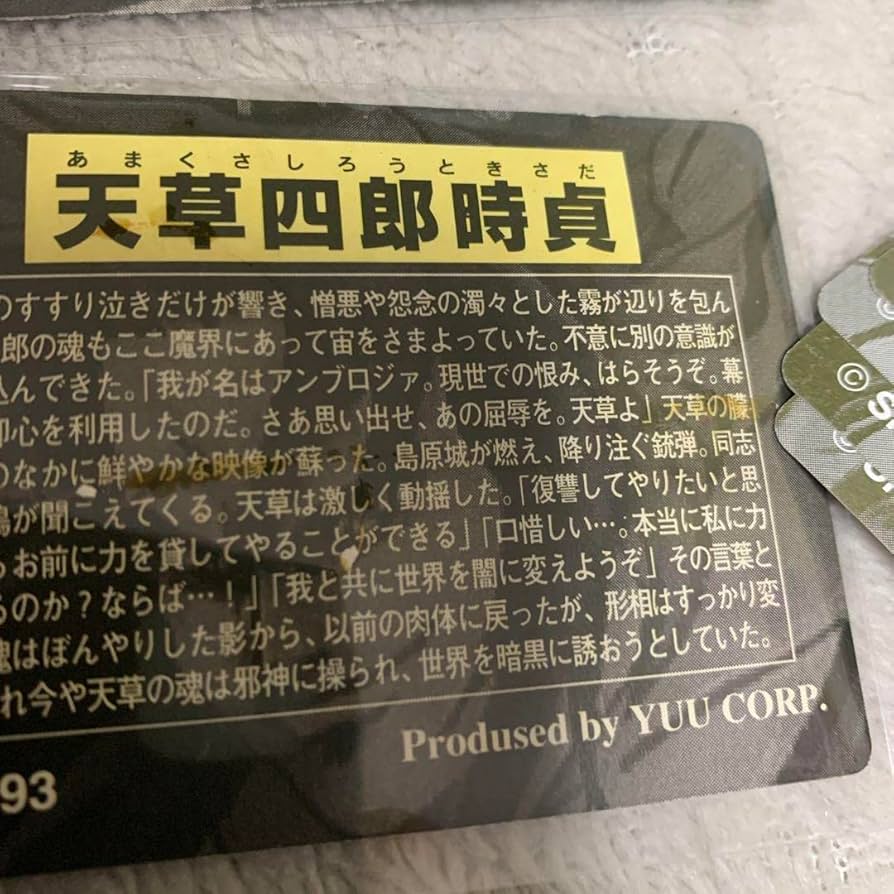 あまくさしろうときさだ
天草四郎時貞
のすすり泣きだけが響き、憎悪や怨念の濁々とした霧が辺りを包ん
郎の魂もここ魔界にあって宙をさまよっていた。不意に別の意識が
込んできた。「我が名はアンブロジァ。現世での恨み、はらそうぞ。幕
心を利用したのだ。さあ思い出せ、あの屈辱を。天草よ」天草の朦
のなかに鮮やかな映像が蘇った。島原城が燃え、降り注ぐ銃弾。同志
が聞こえてくる。天草は激しく動揺した。「復讐してやりたいと思
お前に力を貸してやることができる」「口惜しい…。本当に私に力
るのか?ならば…!」「我と共に世界を闇に変えようぞ」その言葉と
魂はぼんやりした影から、以前の肉体に戻ったが、形相はすっかり変
れ今や天草の魂は邪神に操られ、世界を暗黒に誘おうとしていた。
Prodused by YUU CORP.
93
©